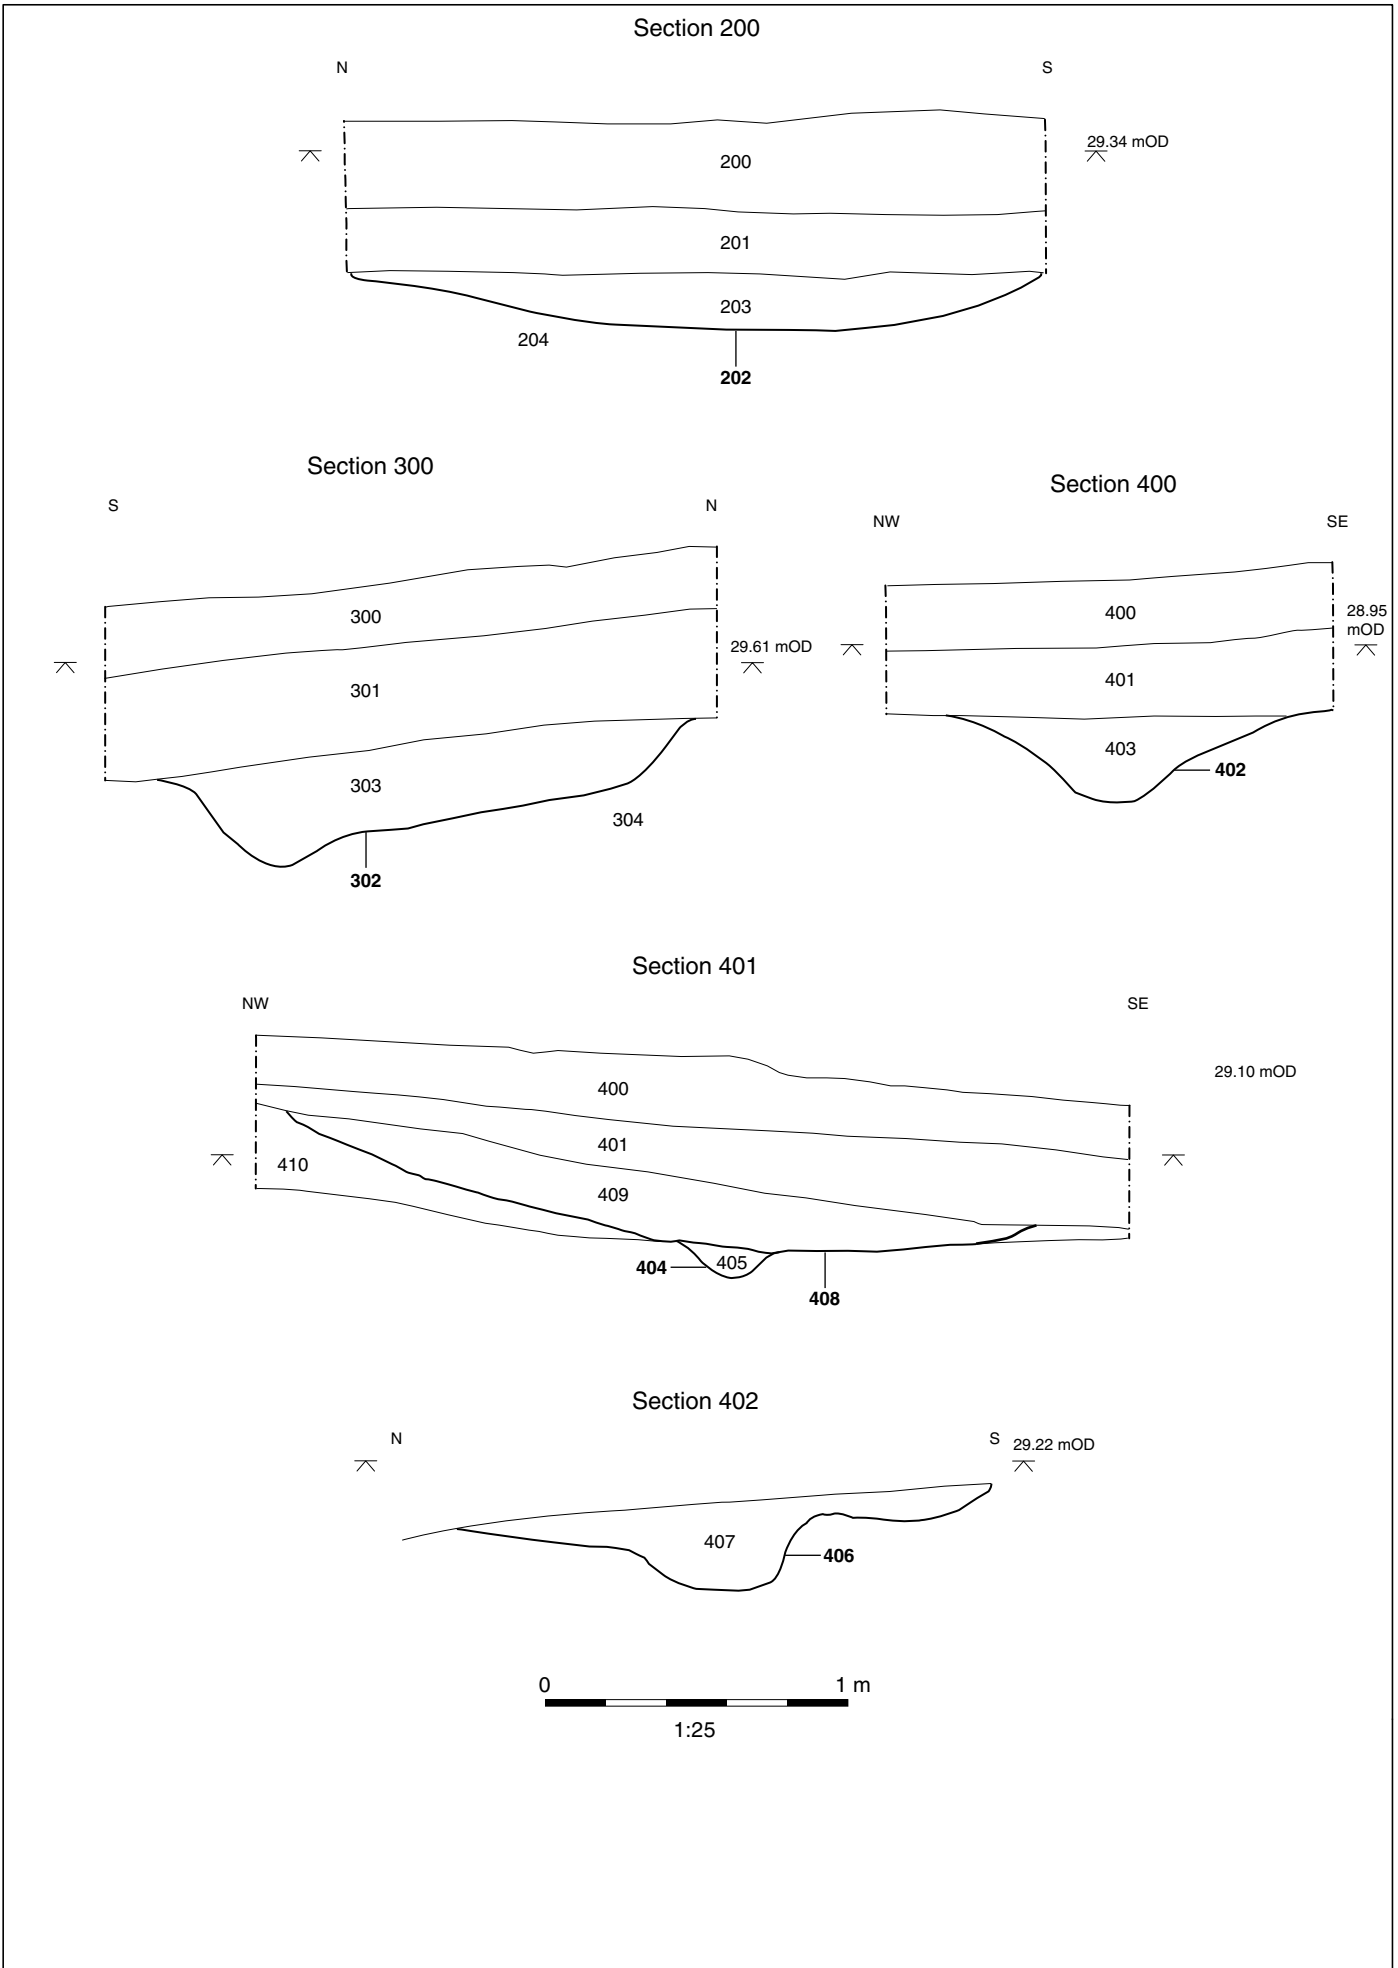 Section 200
N
S
29.34 mOD
200
201
203
204
202
Section 300
S
N
300
29.61 mOD
301
303
304
302
Section 400
NW
SE
400
28.95
mOD
401
403
402
Section 401
NW
SE
29.10 mOD
400
401
410
409
404
405
408
Section 402
N
S
29.22 mOD
407
406
0
1 m
1:25